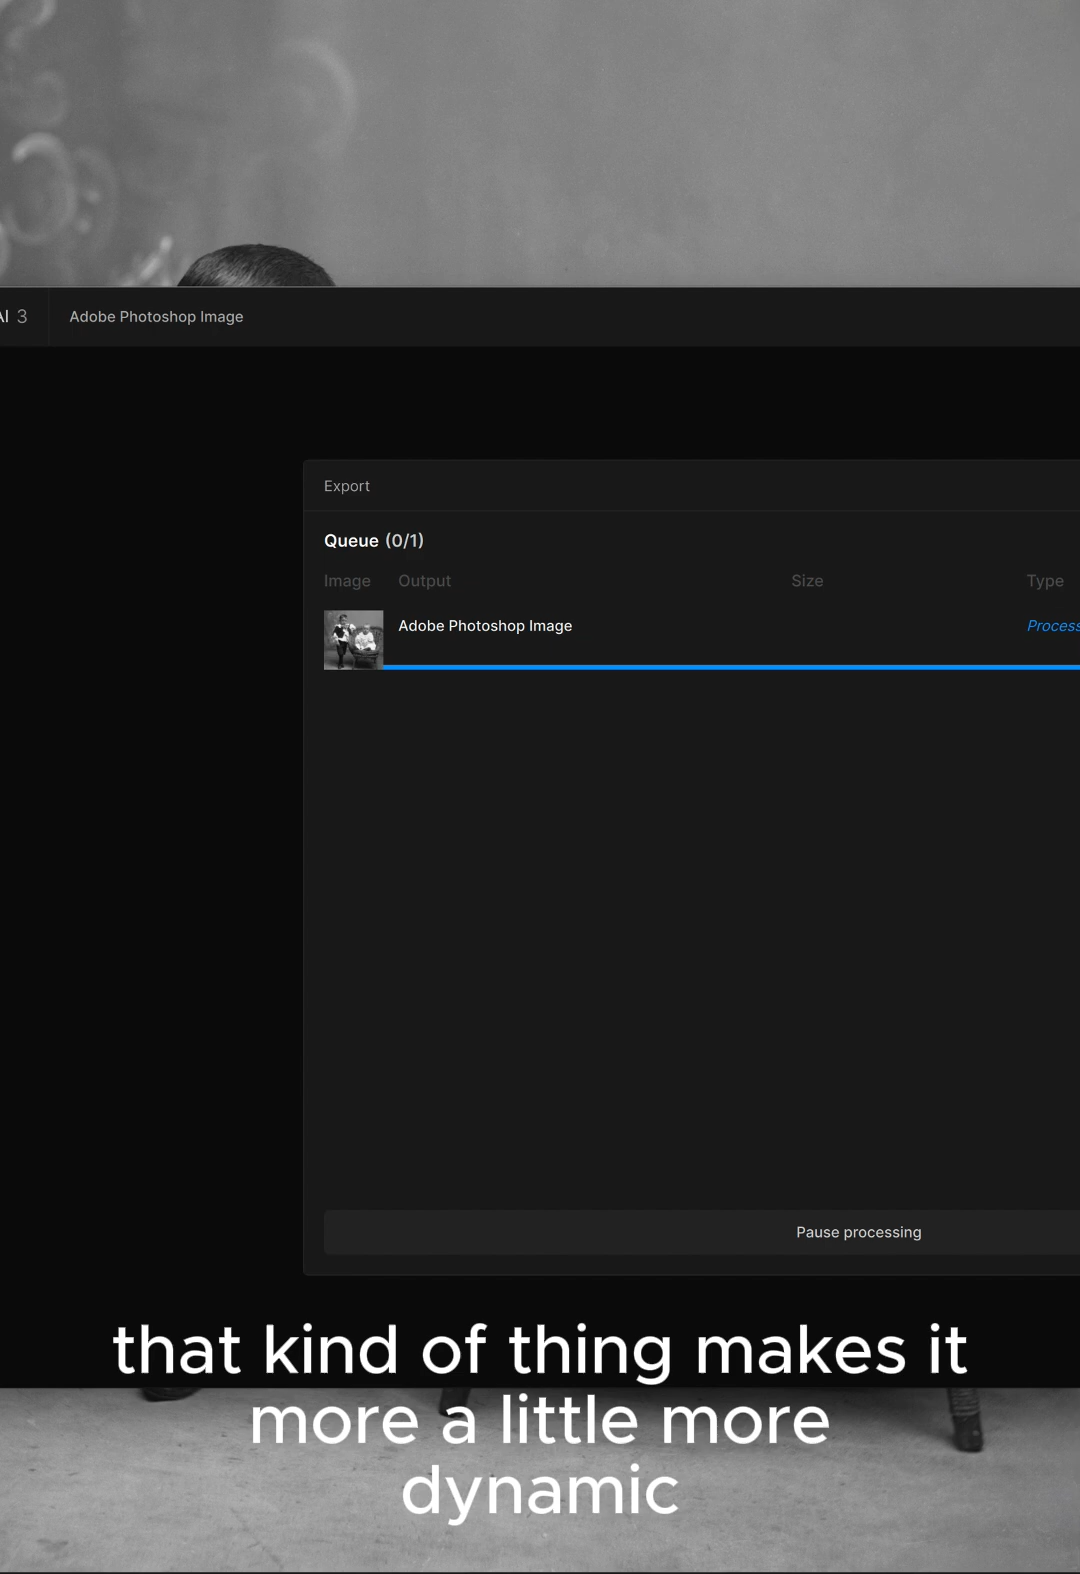 AI 3
Adobe Photoshop Image
Export
Queue (0/1)
Image Output Size Type
Adobe Photoshop Image
Process
Pause processing
that kind of thing makes it
more a little more
dynamic